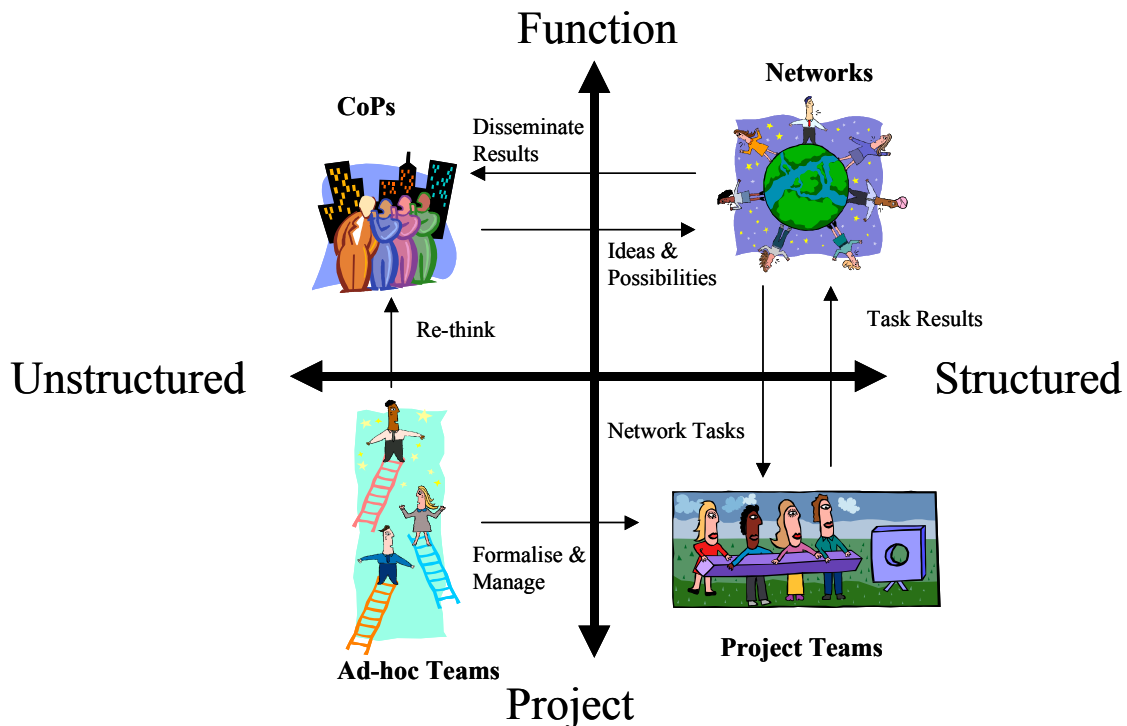 Function
Networks
CoPs
Disseminate
Results
Ideas &
Possibilities
Re-think
Task Results
Unstructured
Structured
Network Tasks
Formalise &
Manage
Project Teams
Ad-hoc Teams
Project